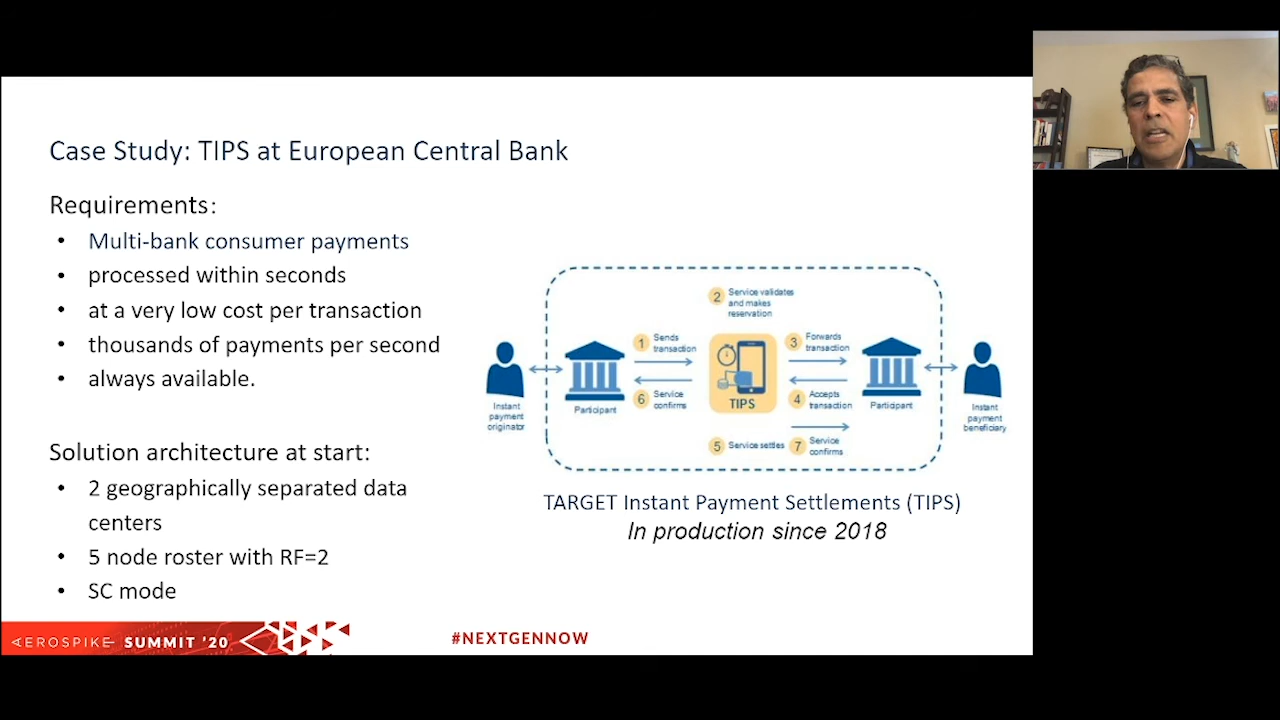 Case Study: TIPS at European Central Bank
Requirements:
• Multi-bank consumer payments
• processed within seconds
• at a very low cost per transaction
• thousands of payments per second
• always available.
Solution architecture at start:
• 2 geographically separated data
centers
• 5 node roster with RF=2
• SC mode
2 Service validates
and makes
reservation
1 Sends
transaction
3 Forwards
transaction
TIPS
6 Service
confirms
4 Accepts
transaction
5 Service settles
7 Service
confirms
Instant
payment
originator
Participant
Participant
Instant
payment
beneficiary
TARGET Instant Payment Settlements (TIPS)
In production since 2018
AEROSPIKE SUMMIT '20
#NEXTGENNOW